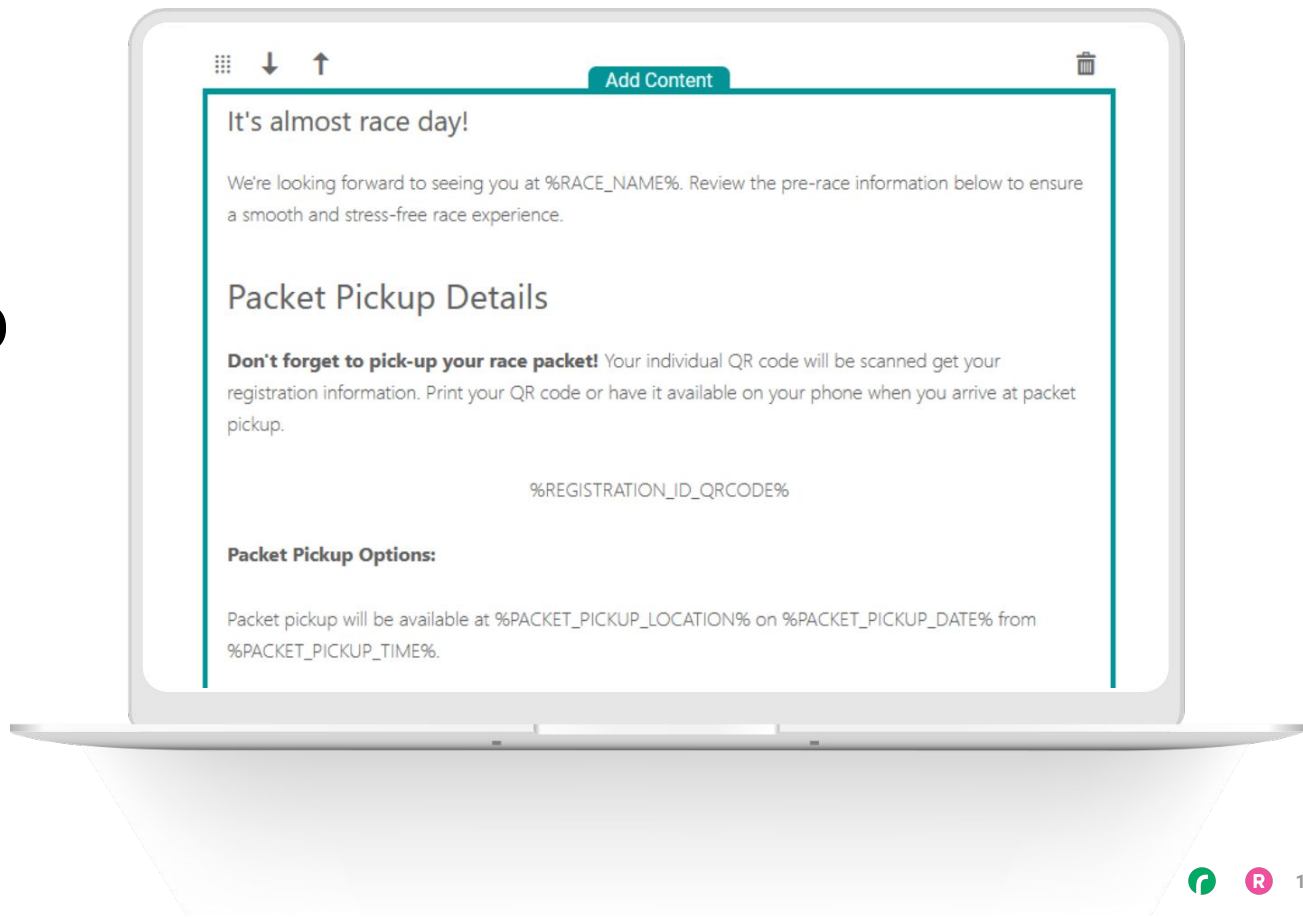 Add Content
It's almost race day!
We're looking forward to seeing you at %RACE_NAME%. Review the pre-race information below to ensure
a smooth and stress-free race experience.
Packet Pickup Details
Don't forget to pick-up your race packet! Your individual QR code will be scanned get your
registration information. Print your QR code or have it available on your phone when you arrive at packet
pickup.
%REGISTRATION_ID_QRCODE%
Packet Pickup Options:
Packet pickup will be available at %PACKET_PICKUP_LOCATION% on %PACKET_PICKUP_DATE% from
%PACKET_PICKUP_TIME%.
r R 1